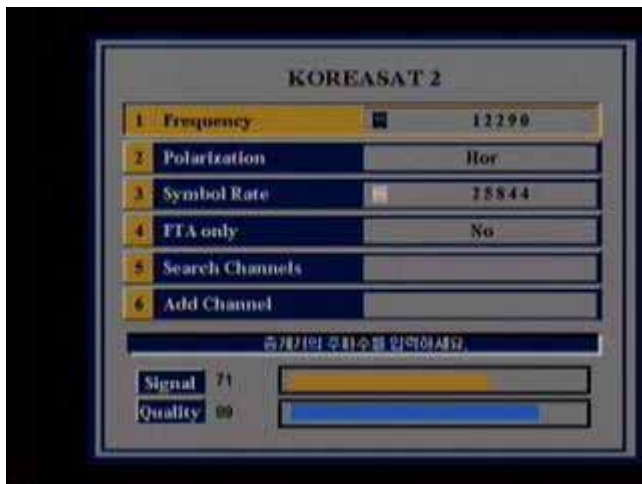 KOREASAT 2
1 Frequency 12290
2 Polarization Hor
3 Symbol Rate 25844
4 FTA only No
5 Search Channels
6 Add Channel
중계기의 주파수를 입력하세요.
Signal 71
Quality 99